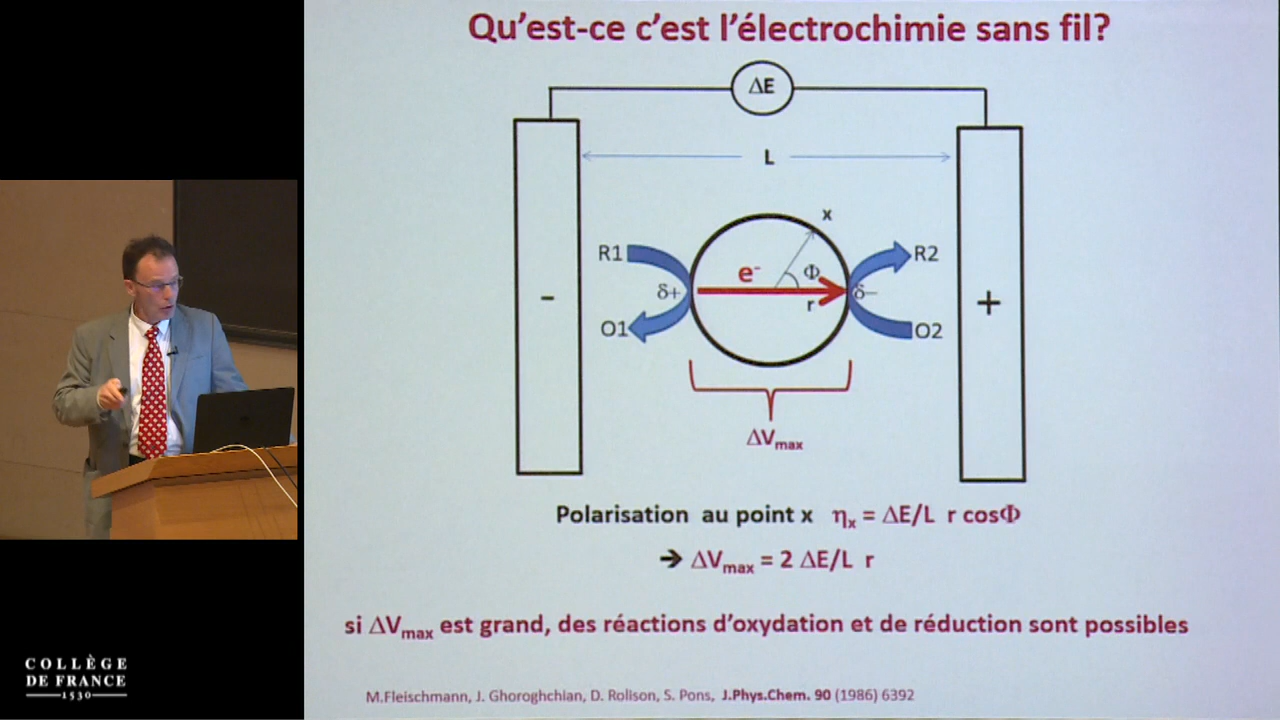 Qu'est-ce c'est l'électrochimie sans fil?
ΔE
L
x
R1
R2
e-
Φ
δ+
δ-
r
O1
O2
-
+
ΔVmax
Polarisation au point x ηx = ΔE/L r cosΦ
➔ ΔVmax = 2 ΔE/L r
si ΔVmax est grand, des réactions d'oxydation et de réduction sont possibles
M.Fleischmann, J. Ghoroghchian, D. Rolison, S. Pons, J.Phys.Chem. 90 (1986) 6392
COLLÈGE
DE FRANCE
1530